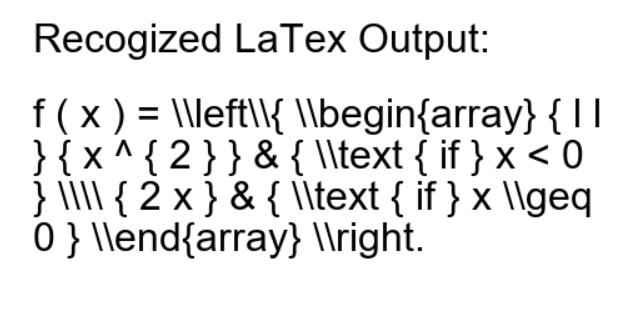 Recogized LaTex Output:
f ( x ) = \\left\\{ \\begin{array} { l l
} { x ^ { 2 } } & { \\text { if } x < 0
} \\\\ { 2 x } & { \\text { if } x \\geq
0 } \\end{array} \\right.